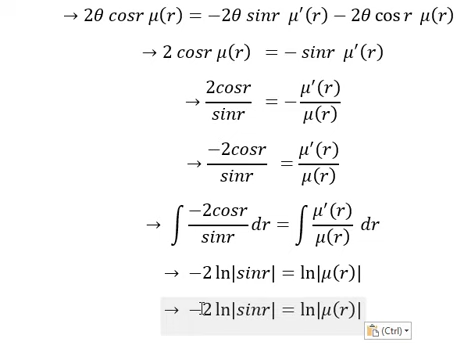 → 2θ cosr μ(r) = −2θ sinr μ′(r) − 2θ cos r μ(r)
→ 2 cosr μ(r) = − sinr μ′(r)
→ 2cosr/sinr = − μ′(r)/μ(r)
→ −2cosr/sinr = μ′(r)/μ(r)
→ ∫ −2cosr/sinr dr = ∫ μ′(r)/μ(r) dr
→ −2 ln|sinr| = ln|μ(r)|
→ −2 ln|sinr| = ln|μ(r)|
(Ctrl)